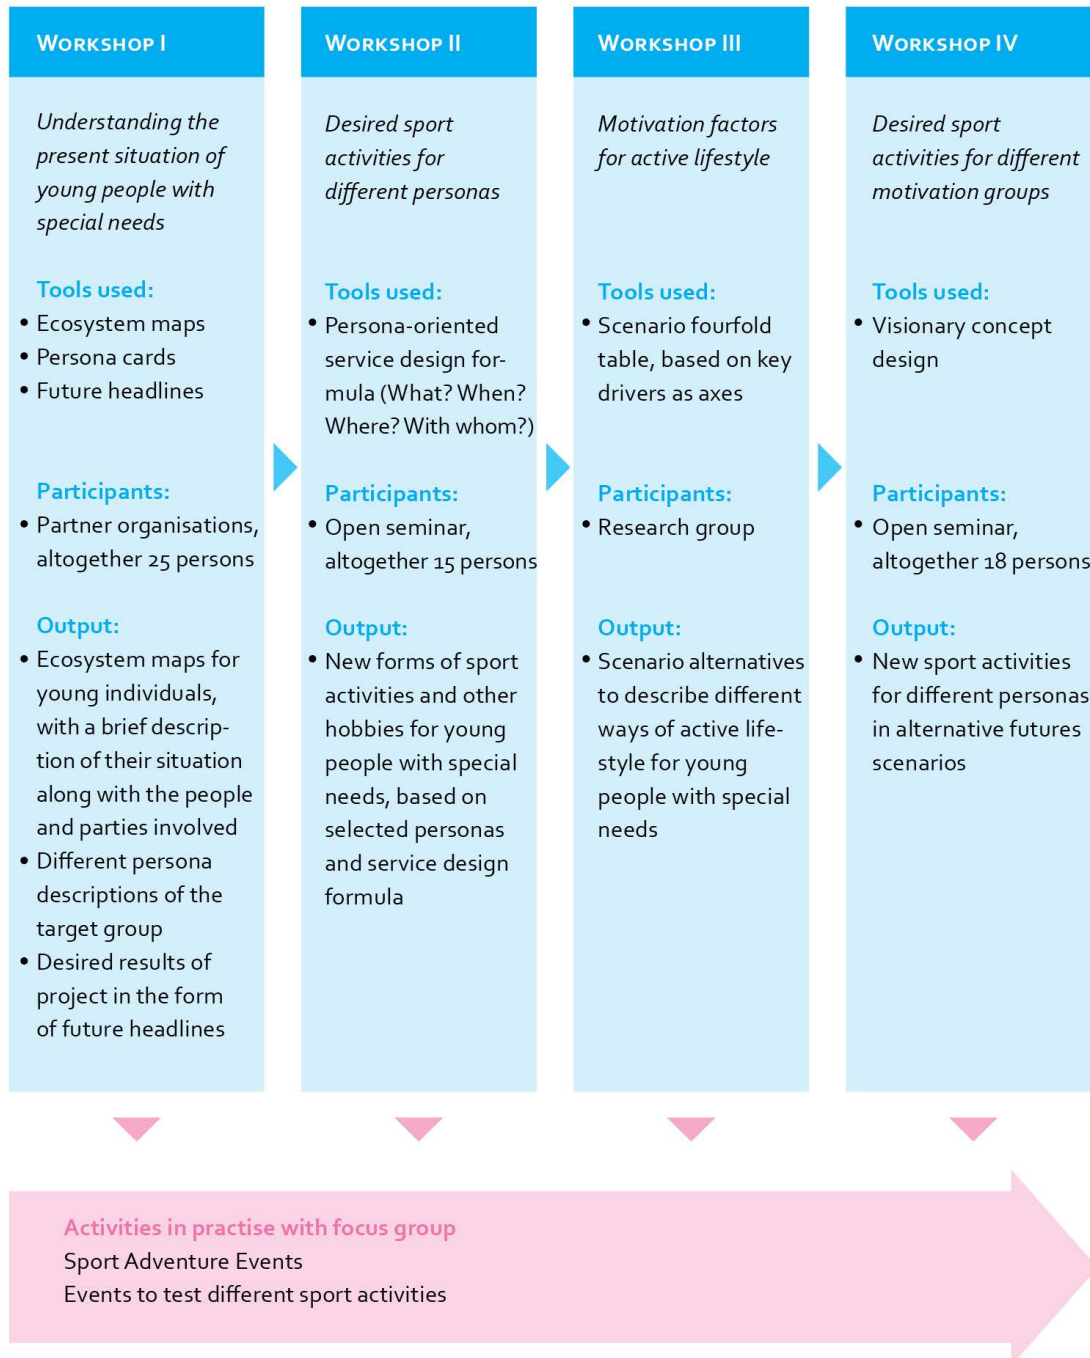 WORKSHOP I
Understanding the
present situation of
young people with
special needs
Tools used:
• Ecosystem maps
• Persona cards
• Future headlines
Participants:
• Partner organisations,
altogether 25 persons
Output:
• Ecosystem maps for
young individuals,
with a brief descrip-
tion of their situation
along with the people
and parties involved
• Different persona
descriptions of the
target group
• Desired results of
project in the form
of future headlines
WORKSHOP II
Desired sport
activities for
different personas
Tools used:
• Persona-oriented
service design for-
mula (What? When?
Where? With whom?)
Participants:
• Open seminar,
altogether 15 persons
Output:
• New forms of sport
activities and other
hobbies for young
people with special
needs, based on
selected personas
and service design
formula
WORKSHOP III
Motivation factors
for active lifestyle
Tools used:
• Scenario fourfold
table, based on key
drivers as axes
Participants:
• Research group
Output:
• Scenario alternatives
to describe different
ways of active life-
style for young
people with special
needs
WORKSHOP IV
Desired sport
activities for different
motivation groups
Tools used:
• Visionary concept
design
Participants:
• Open seminar,
altogether 18 persons
Output:
• New sport activities
for different personas
in alternative futures
scenarios
Activities in practise with focus group
Sport Adventure Events
Events to test different sport activities